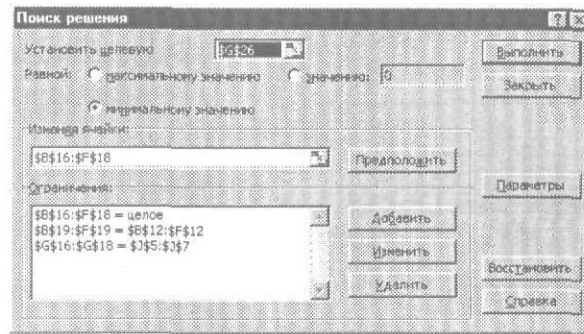 Поиск решения
Установить целевую $G$26 Выполнить
Равной: максимальному значению значению: 0 Закрыть
минимальному значению
Изменяя ячейки:
$B$16:$F$18 Предположить
Ограничения: Параметры
$B$16:$F$18 = целое Добавить
$B$19:$F$19 = $B$12:$F$12
$G$16:$G$18 = $J$5:$J$7 Изменить
Восстановить
Удалить
Справка